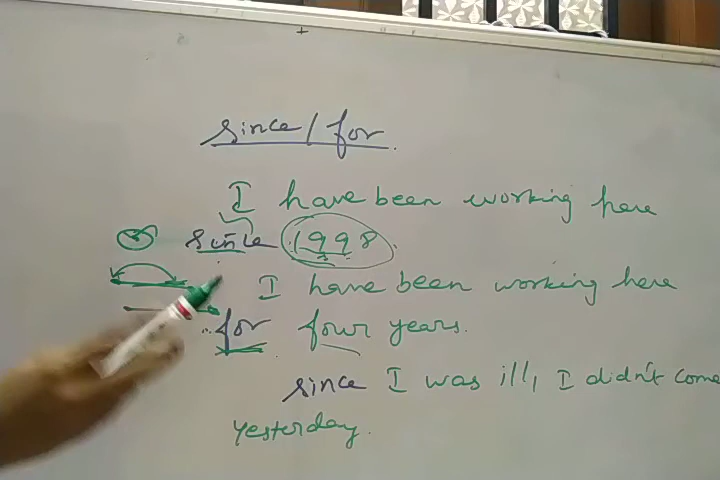 since / for.
I have been working here
since 1998.
I have been working here
for four years.
since I was ill, I didn't come
yesterday.